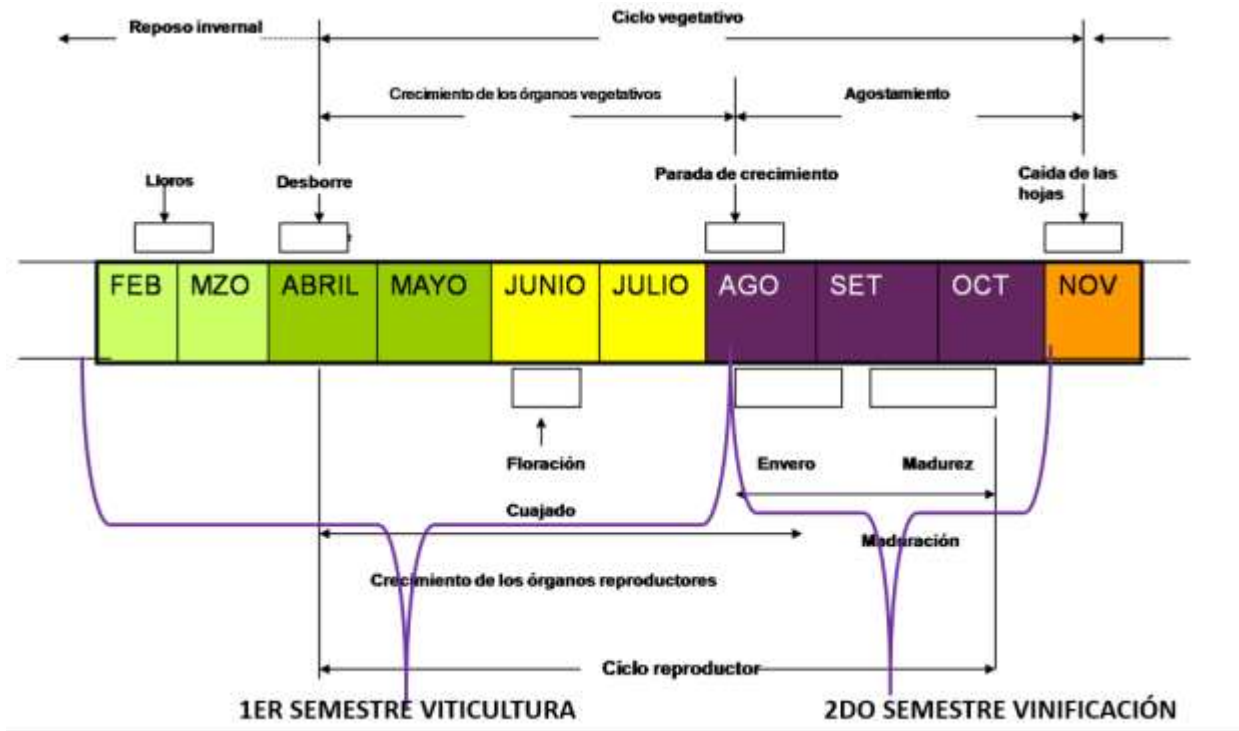 Ciclo vegetativo
Reposo invernal
Crecimiento de los órganos vegetativos
Agostamiento
Lloros
Desborre
Parada de crecimiento
Caida de las
hojas
FEB MZO ABRIL MAYO JUNIO JULIO AGO SET OCT NOV
Floración
Envero
Madurez
Cuajado
Maduración
Crecimiento de los órganos reproductores
Ciclo reproductor
1ER SEMESTRE VITICULTURA
2DO SEMESTRE VINIFICACIÓN